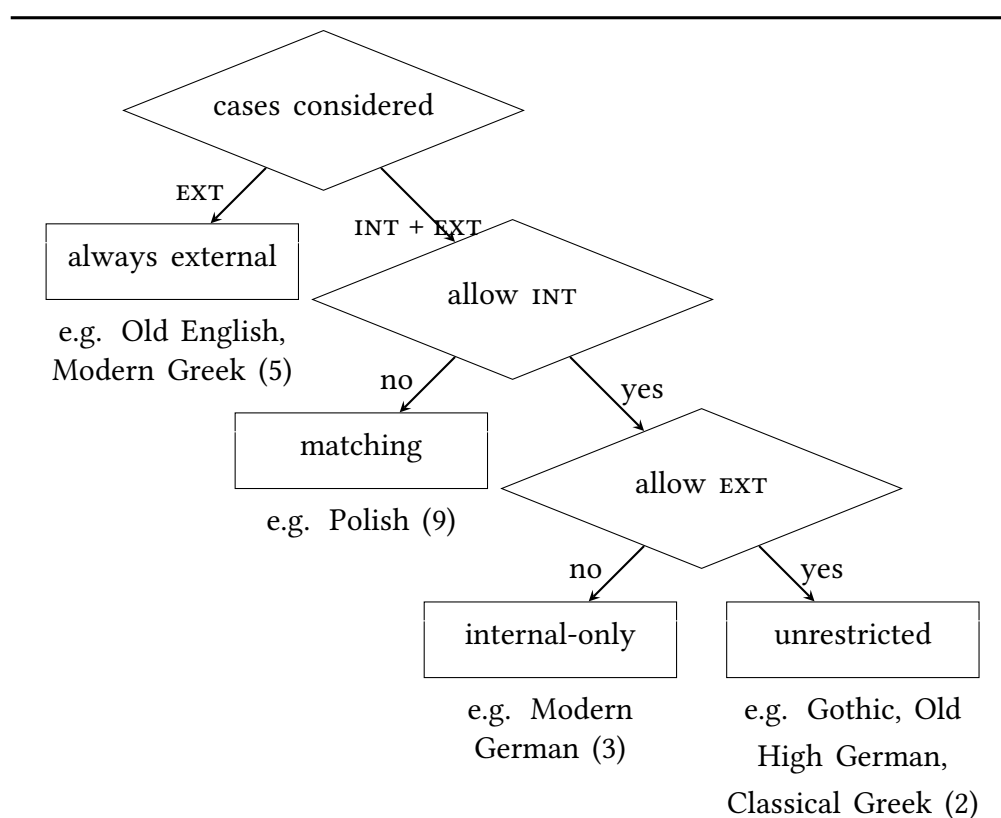 cases considered
EXT
INT + EXT
always external
allow INT
e.g. Old English,
Modern Greek (5)
no
yes
matching
allow EXT
e.g. Polish (9)
no
yes
internal-only
unrestricted
e.g. Modern
German (3)
e.g. Gothic, Old
High German,
Classical Greek (2)